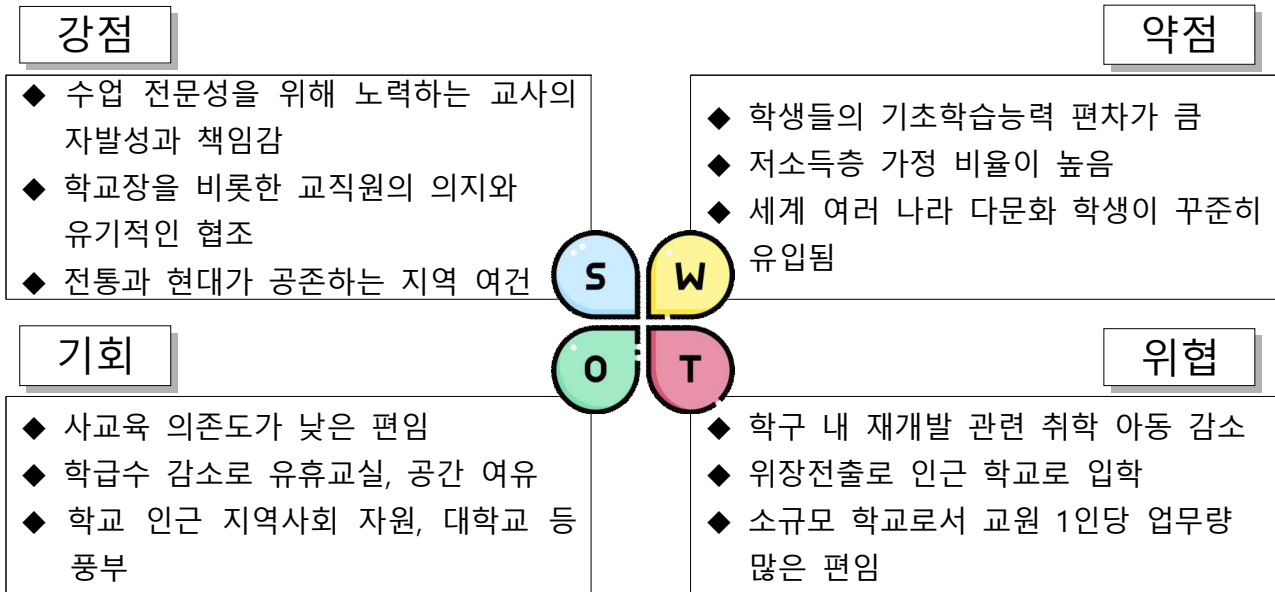 강점
◆ 수업 전문성을 위해 노력하는 교사의
자발성과 책임감
◆ 학교장을 비롯한 교직원의 의지와
유기적인 협조
◆ 전통과 현대가 공존하는 지역 여건
약점
◆ 학생들의 기초학습능력 편차가 큼
◆ 저소득층 가정 비율이 높음
◆ 세계 여러 나라 다문화 학생이 꾸준히
유입됨
S
W
O
T
기회
◆ 사교육 의존도가 낮은 편임
◆ 학급수 감소로 유휴교실, 공간 여유
◆ 학교 인근 지역사회 자원, 대학교 등
풍부
위협
◆ 학구 내 재개발 관련 취학 아동 감소
◆ 위장전출로 인근 학교로 입학
◆ 소규모 학교로서 교원 1인당 업무량
많은 편임